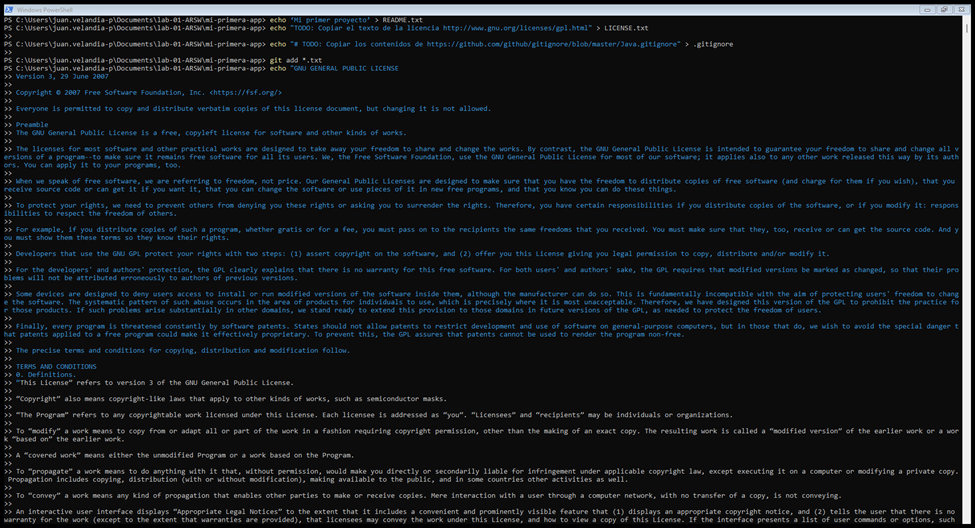 Windows PowerShell
PS C:\Users\juan.velandia-p\Documents\lab-01-ARSW\mi-primera-app> echo 'Mi primer proyecto' > README.txt
PS C:\Users\juan.velandia-p\Documents\lab-01-ARSW\mi-primera-app> echo "TODO: Copiar el texto de la licencia http://www.gnu.org/licenses/gpl.html" > LICENSE.txt
>>
PS C:\Users\juan.velandia-p\Documents\lab-01-ARSW\mi-primera-app> echo "# TODO: Copiar los contenidos de https://github.com/github/gitignore/blob/master/Java.gitignore" > .gitignore
>>
PS C:\Users\juan.velandia-p\Documents\lab-01-ARSW\mi-primera-app> git add *.txt
PS C:\Users\juan.velandia-p\Documents\lab-01-ARSW\mi-primera-app> echo "GNU GENERAL PUBLIC LICENSE
>> Version 3, 29 June 2007
>>
>> Copyright © 2007 Free Software Foundation, Inc. <https://fsf.org/>
>>
>> Everyone is permitted to copy and distribute verbatim copies of this license document, but changing it is not allowed.
>>
>> Preamble
>> The GNU General Public License is a free, copyleft license for software and other kinds of works.
>>
>> The licenses for most software and other practical works are designed to take away your freedom to share and change the works. By contrast, the GNU General Public License is intended to guarantee your freedom to share and change all v
ersions of a program--to make sure it remains free software for all its users. We, the Free Software Foundation, use the GNU General Public License for most of our software; it applies also to any other work released this way by its auth
ors. You can apply it to your programs, too.
>>
>> When we speak of free software, we are referring to freedom, not price. Our General Public Licenses are designed to make sure that you have the freedom to distribute copies of free software (and charge for them if you wish), that you
receive source code or can get it if you want it, that you can change the software or use pieces of it in new free programs, and that you know you can do these things.
>>
>> To protect your rights, we need to prevent others from denying you these rights or asking you to surrender the rights. Therefore, you have certain responsibilities if you distribute copies of the software, or if you modify it: respons
ibilities to respect the freedom of others.
>>
>> For example, if you distribute copies of such a program, whether gratis or for a fee, you must pass on to the recipients the same freedoms that you received. You must make sure that they, too, receive or can get the source code. And y
ou must show them these terms so they know their rights.
>>
>> Developers that use the GNU GPL protect your rights with two steps: (1) assert copyright on the software, and (2) offer you this License giving you legal permission to copy, distribute and/or modify it.
>>
>> For the developers' and authors' protection, the GPL clearly explains that there is no warranty for this free software. For both users' and authors' sake, the GPL requires that modified versions be marked as changed, so that their pro
blems will not be attributed erroneously to authors of previous versions.
>>
>> Some devices are designed to deny users access to install or run modified versions of the software inside them, although the manufacturer can do so. This is fundamentally incompatible with the aim of protecting users' freedom to change
the software. The systematic pattern of such abuse occurs in the area of products for individuals to use, which is precisely where it is most unacceptable. Therefore, we have designed this version of the GPL to prohibit the practice fo
r those products. If such problems arise substantially in other domains, we stand ready to extend this provision to those domains in future versions of the GPL, as needed to protect the freedom of users.
>>
>> Finally, every program is threatened constantly by software patents. States should not allow patents to restrict development and use of software on general-purpose computers, but in those that do, we wish to avoid the special danger t
hat patents applied to a free program could make it effectively proprietary. To prevent this, the GPL assures that patents cannot be used to render the program non-free.
>>
>> The precise terms and conditions for copying, distribution and modification follow.
>>
>> TERMS AND CONDITIONS
>> 0. Definitions.
>> “This License” refers to version 3 of the GNU General Public License.
>>
>> “Copyright” also means copyright-like laws that apply to other kinds of works, such as semiconductor masks.
>>
>> “The Program” refers to any copyrightable work licensed under this License. Each licensee is addressed as “you”. “Licensees” and “recipients” may be individuals or organizations.
>>
>> To “modify” a work means to copy from or adapt all or part of the work in a fashion requiring copyright permission, other than the making of an exact copy. The resulting work is called a “modified version” of the earlier work or a wor
k “based on” the earlier work.
>>
>> A “covered work” means either the unmodified Program or a work based on the Program.
>>
>> To “propagate” a work means to do anything with it that, without permission, would make you directly or secondarily liable for infringement under applicable copyright law, except executing it on a computer or modifying a private copy.
Propagation includes copying, distribution (with or without modification), making available to the public, and in some countries other activities as well.
>>
>> To “convey” a work means any kind of propagation that enables other parties to make or receive copies. Mere interaction with a user through a computer network, with no transfer of a copy, is not conveying.
>>
>> An interactive user interface displays “Appropriate Legal Notices” to the extent that it includes a convenient and prominently visible feature that (1) displays an appropriate copyright notice, and (2) tells the user that there is no
warranty for the work (except to the extent that warranties are provided), that licensees may convey the work under this License, and how to view a copy of this License. If the interface presents a list of user commands or options, such